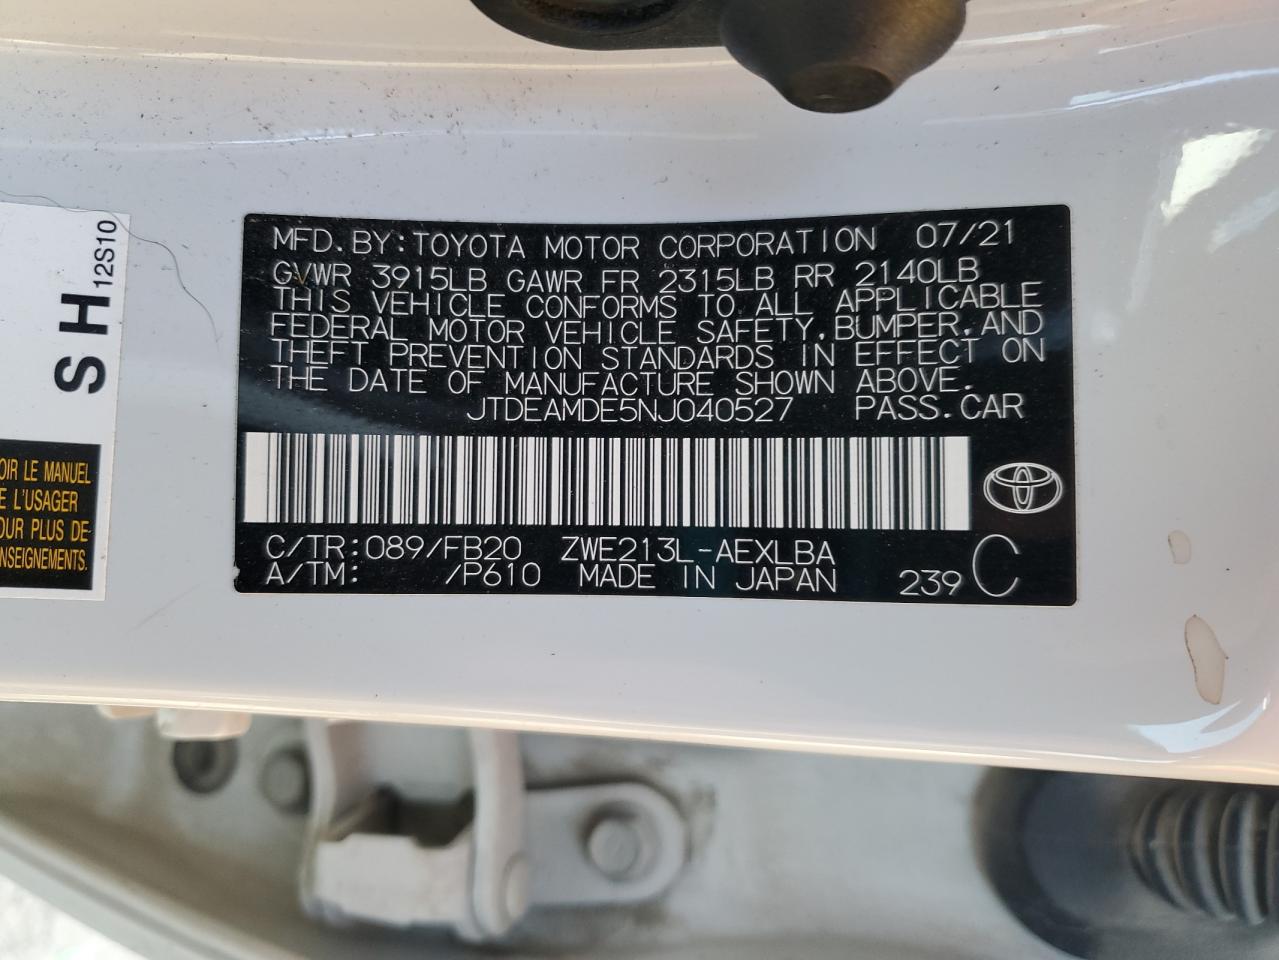 MFD.BY:TOYOTA MOTOR CORPORATION 07/21
GVWR 3915LB GAWR FR 2315LB RR 2140LB
THIS VEHICLE CONFORMS TO ALL APPLICABLE
FEDERAL MOTOR VEHICLE SAFETY,BUMPER,AND
THEFT PREVENTION STANDARDS IN EFFECT ON
THE DATE OF MANUFACTURE SHOWN ABOVE.
JTDEAMDE5NJ040527 PASS.CAR
C/TR:089/FB20 ZWE213L-AEXLBA
A/TM: /P610 MADE IN JAPAN 239 C
S H 12S10
OIR LE MANUEL
E L'USAGER
OUR PLUS DE
NSEIGNEMENTS.